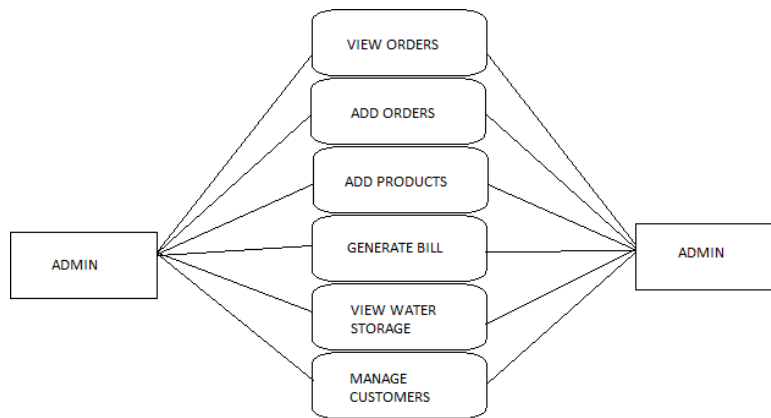 VIEW ORDERS
ADD ORDERS
ADD PRODUCTS
GENERATE BILL
VIEW WATER
STORAGE
MANAGE
CUSTOMERS
ADMIN
ADMIN